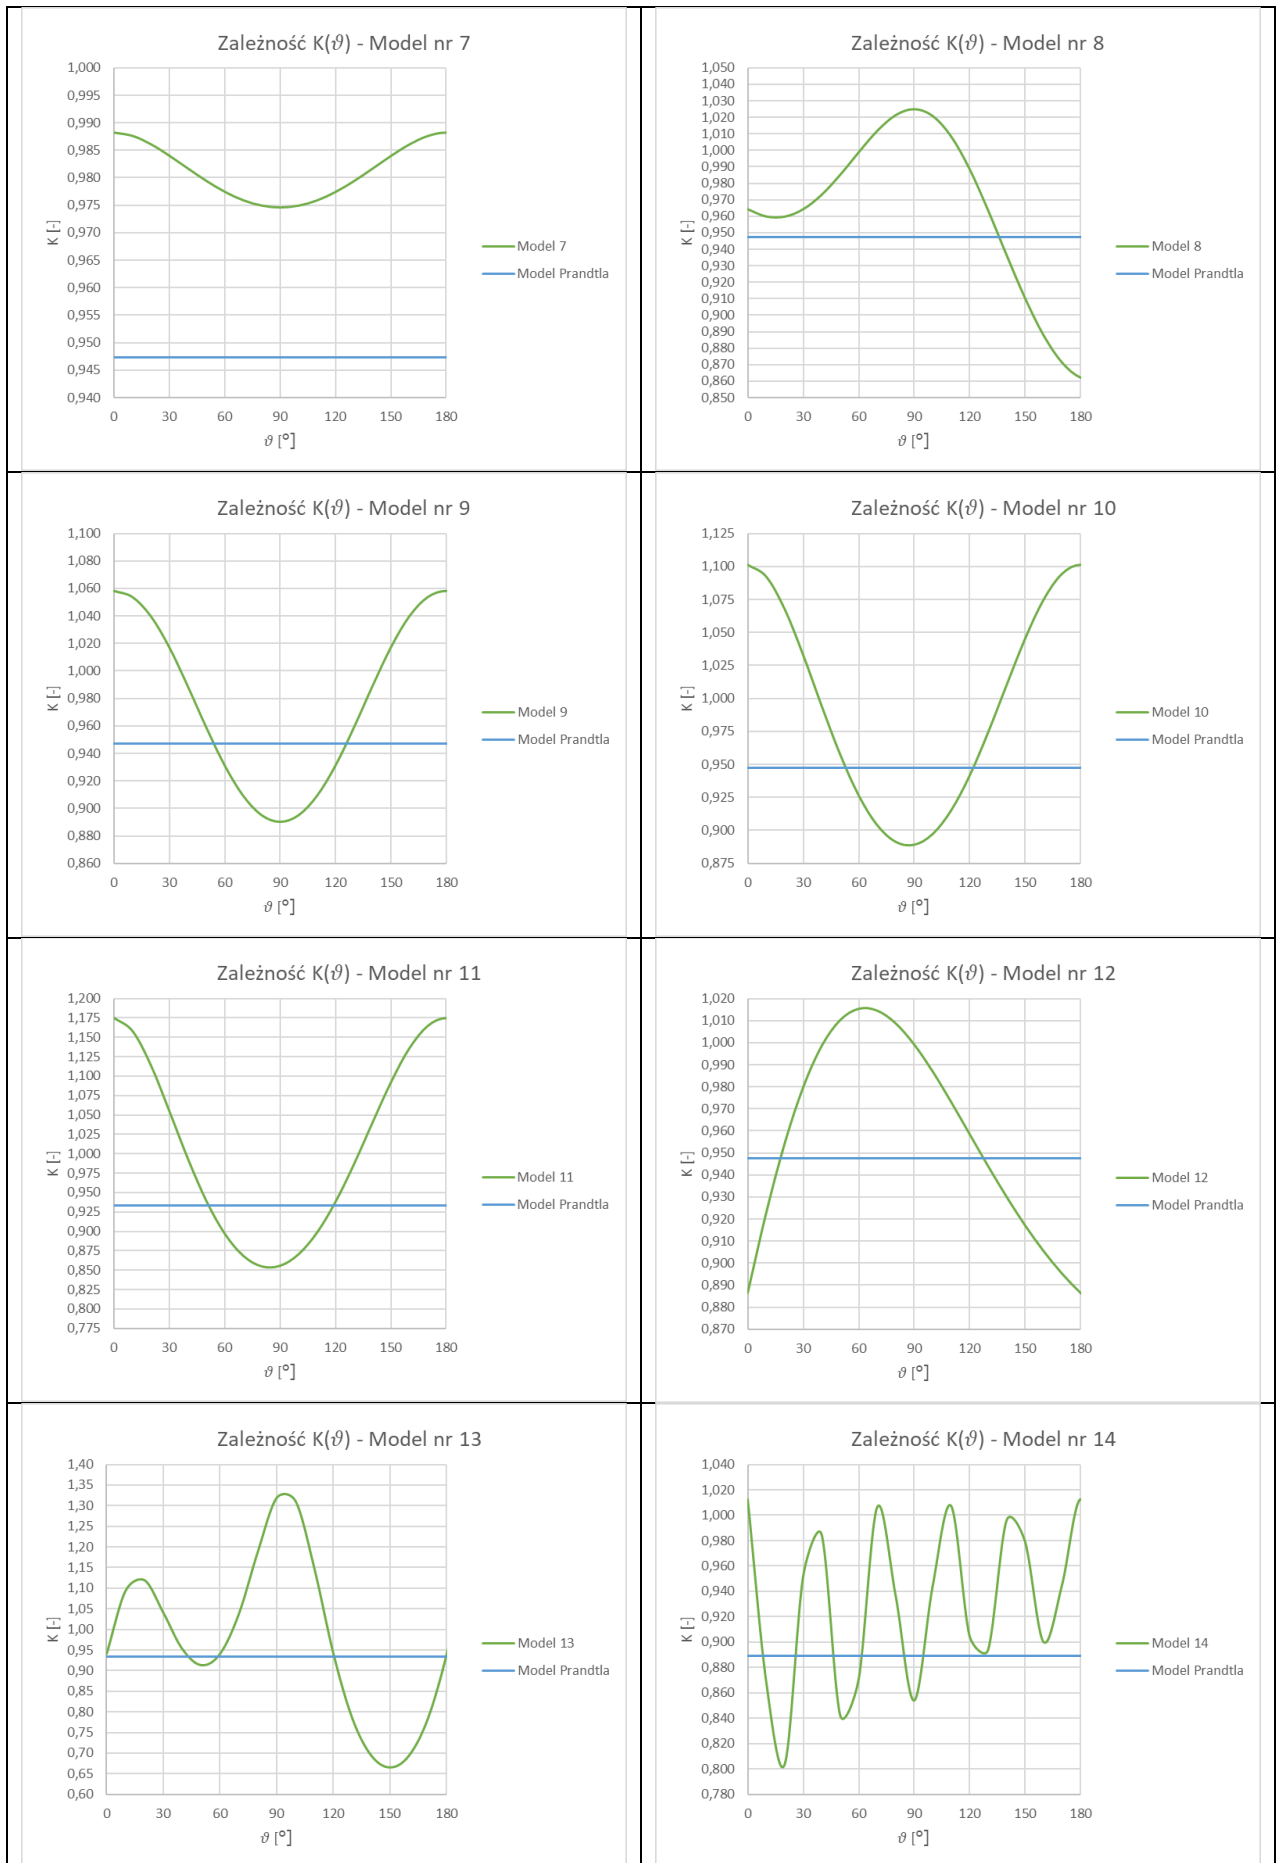 Zależność K(𝜗) - Model nr 7
1,000
0,995
0,990
0,985
0,980
0,975
0,970
0,965
0,960
0,955
0,950
0,945
0,940
K [-]
0 30 60 90 120 150 180
𝜗 [°]
Model 7
Model Prandtla
Zależność K(𝜗) - Model nr 8
1,050
1,040
1,030
1,020
1,010
1,000
0,990
0,980
0,970
0,960
0,950
0,940
0,930
0,920
0,910
0,900
0,890
0,880
0,870
0,860
0,850
K [-]
0 30 60 90 120 150 180
𝜗 [°]
Model 8
Model Prandtla
Zależność K(𝜗) - Model nr 9
1,100
1,080
1,060
1,040
1,020
1,000
0,980
0,960
0,940
0,920
0,900
0,880
0,860
K [-]
0 30 60 90 120 150 180
𝜗 [°]
Model 9
Model Prandtla
Zależność K(𝜗) - Model nr 10
1,125
1,100
1,075
1,050
1,025
1,000
0,975
0,950
0,925
0,900
0,875
K [-]
0 30 60 90 120 150 180
𝜗 [°]
Model 10
Model Prandtla
Zależność K(𝜗) - Model nr 11
1,200
1,175
1,150
1,125
1,100
1,075
1,050
1,025
1,000
0,975
0,950
0,925
0,900
0,875
0,850
0,825
0,800
0,775
K [-]
0 30 60 90 120 150 180
𝜗 [°]
Model 11
Model Prandtla
Zależność K(𝜗) - Model nr 12
1,020
1,010
1,000
0,990
0,980
0,970
0,960
0,950
0,940
0,930
0,920
0,910
0,900
0,890
0,880
0,870
K [-]
0 30 60 90 120 150 180
𝜗 [°]
Model 12
Model Prandtla
Zależność K(𝜗) - Model nr 13
1,40
1,35
1,30
1,25
1,20
1,15
1,10
1,05
1,00
0,95
0,90
0,85
0,80
0,75
0,70
0,65
0,60
K [-]
0 30 60 90 120 150 180
𝜗 [°]
Model 13
Model Prandtla
Zależność K(𝜗) - Model nr 14
1,040
1,020
1,000
0,980
0,960
0,940
0,920
0,900
0,880
0,860
0,840
0,820
0,800
0,780
K [-]
0 30 60 90 120 150 180
𝜗 [°]
Model 14
Model Prandtla